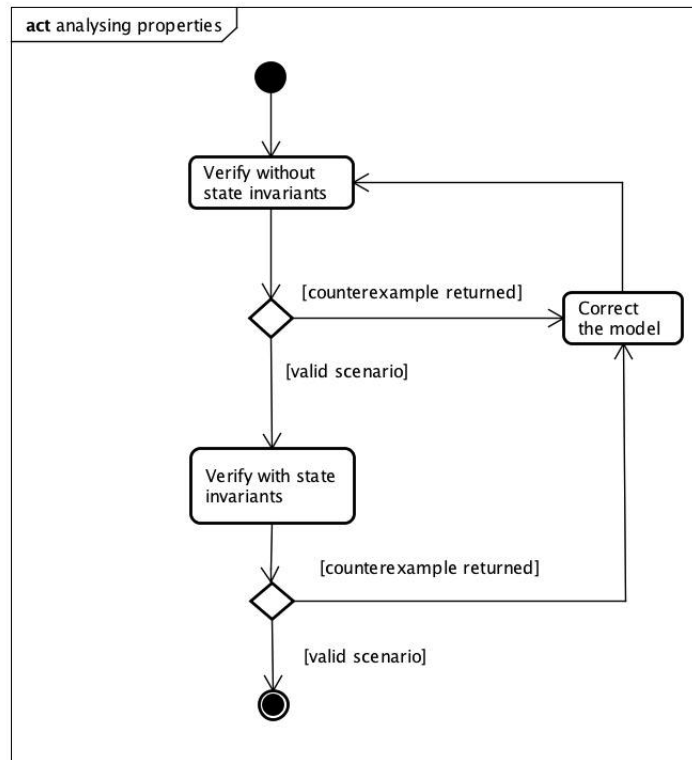 act analysing properties
Verify without
state invariants
[counterexample returned]
Correct
the model
[valid scenario]
Verify with state
invariants
[counterexample returned]
[valid scenario]